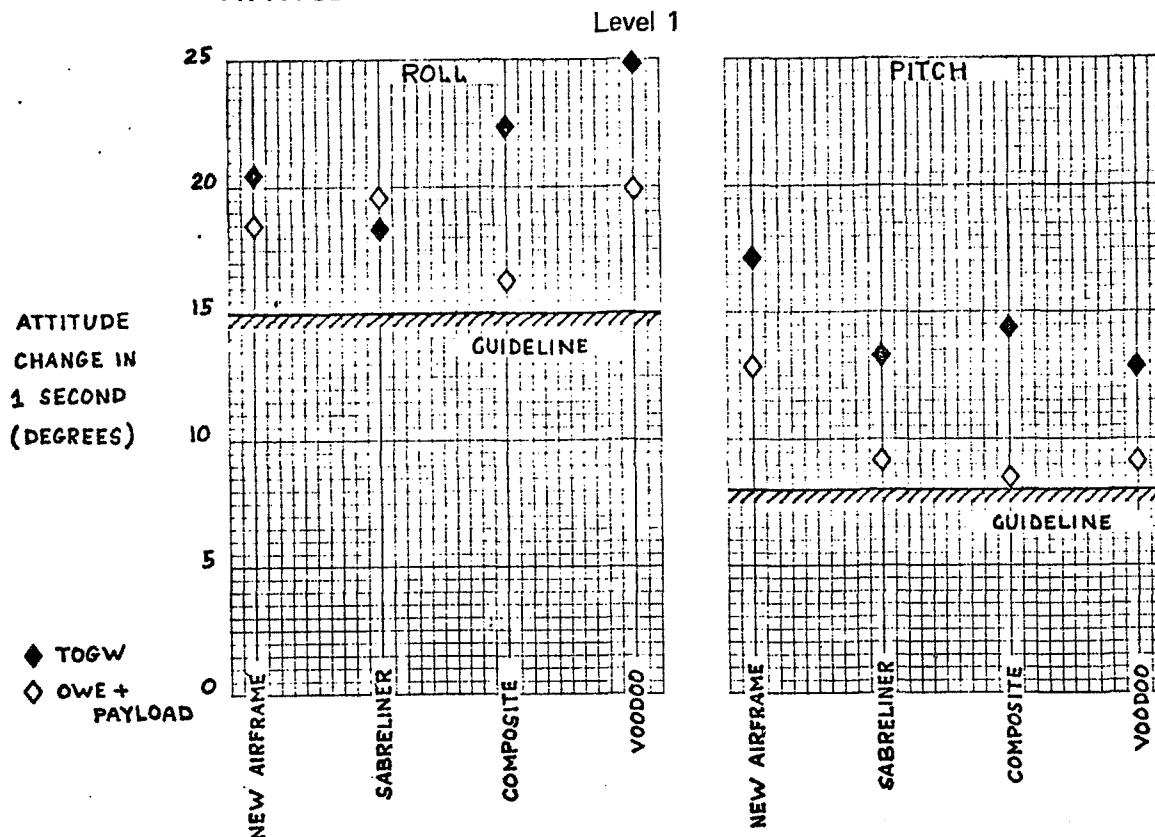 Level 1
ROLL
PITCH
25
20
15
10
5
0
ATTITUDE
CHANGE IN
1 SECOND
(DEGREES)
GUIDELINE
GUIDELINE
TOGW
OWE +
PAYLOAD
NEW AIRFRAME
SABRELINER
COMPOSITE
VOODOO
NEW AIRFRAME
SABRELINER
COMPOSITE
VOODOO